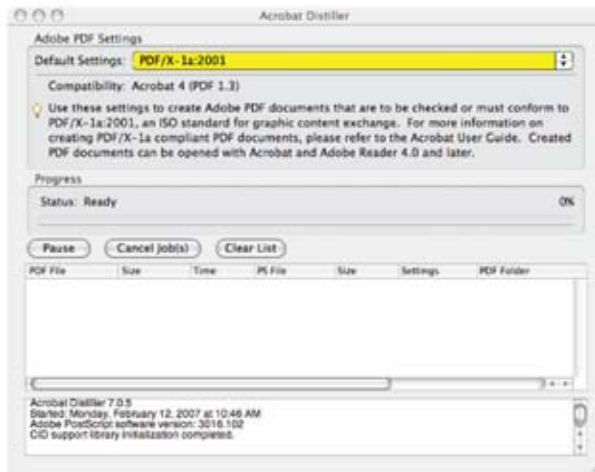 Acrobat Distiller
Adobe PDF Settings
Default Settings: PDF/X-1a:2001
Compatibility: Acrobat 4 (PDF 1.3)
Use these settings to create Adobe PDF documents that are to be checked or must conform to
PDF/X-1a:2001, an ISO standard for graphic content exchange. For more information on
creating PDF/X-1a compliant PDF documents, please refer to the Acrobat User Guide. Created
PDF documents can be opened with Acrobat and Adobe Reader 4.0 and later.
Progress
Status: Ready 0%
Pause Cancel Job(s) Clear List
PDF File Size Time PS File Size Settings PDF Folder
Acrobat Distiller 7.0.5
Started: Monday, February 12, 2007 at 10:46 AM
Adobe PostScript software version: 3016.102
CID support library initialization completed.